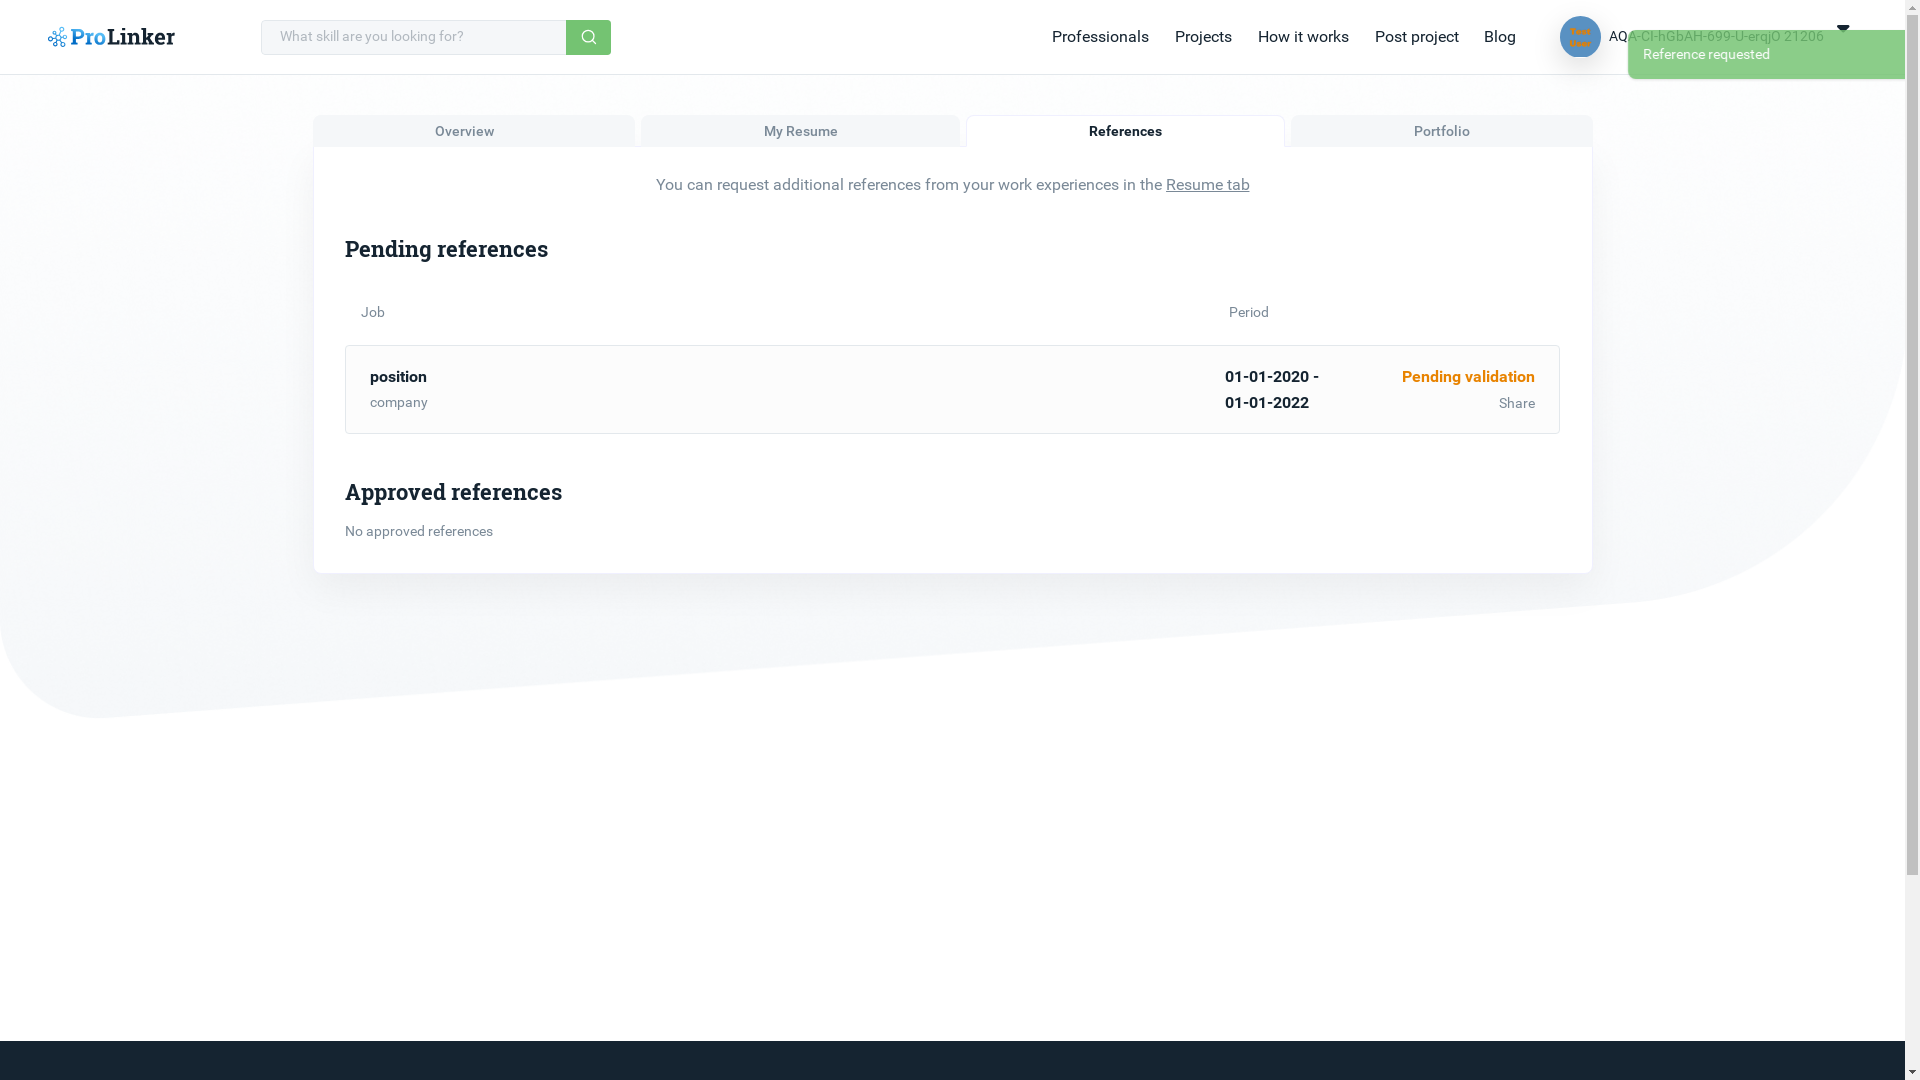 ProLinker
What skill are you looking for?
Professionals
Projects
How it works
Post project
Blog
Test
User
AQA-CI-hGbAH-699-U-erqjO 21206
Reference requested
Overview
My Resume
References
Portfolio
You can request additional references from your work experiences in the Resume tab
Pending references
Job
Period
position
company
01-01-2020 -
01-01-2022
Pending validation
Share
Approved references
No approved references